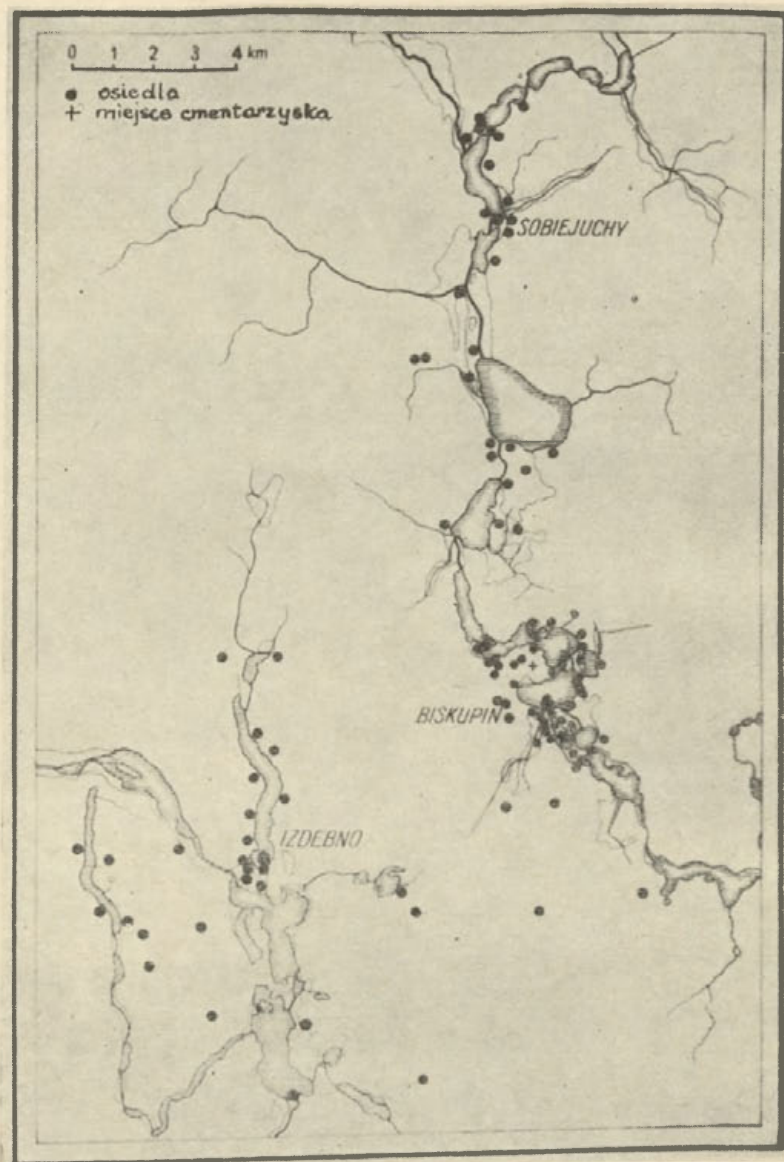 0 1 2 3 4 km
● osiedla
+ miejsce cmentarzyska
SOBIEJUCHY
BISKUPIN
IZDEBNO